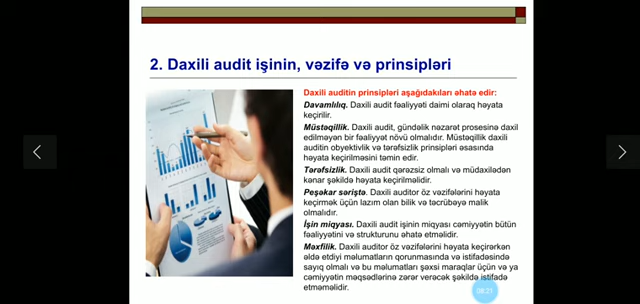 2. Daxili audit işinin, vəzifə və prinsipləri
Daxili auditin prinsipləri aşağıdakıları əhatə edir:
Davamlılıq. Daxili audit fəaliyyəti daimi olaraq həyata
keçirilir.
Müstəqillik. Daxili audit, gündəlik nəzarət prosesinə daxil
edilməyən bir fəaliyyət növü olmalıdır. Müstəqillik daxili
auditin obyektivlik və tərəfsizlik prinsipləri əsasında
həyata keçirilməsini təmin edir.
Tərəfsizlik. Daxili audit qərəzsiz olmalı və müdaxilədən
kənar şəkildə həyata keçirilməlidir.
Peşəkar səriştə. Daxili auditor öz vəzifələrini həyata
keçirmək üçün lazım olan bilik və təcrübəyə malik
olmalıdır.
İşin miqyası. Daxili audit işinin miqyası cəmiyyətin bütün
fəaliyyətini və strukturunu əhatə etməlidir.
Məxfilik. Daxili auditor öz vəzifələrini həyata keçirərkən
əldə etdiyi məlumatların qorunmasında və istifadəsində
sayıq olmalı və bu məlumatları şəxsi maraqlar üçün və ya
cəmiyyətin məqsədlərinə zərər verəcək şəkildə istifadə
etməməlidir.
08:21